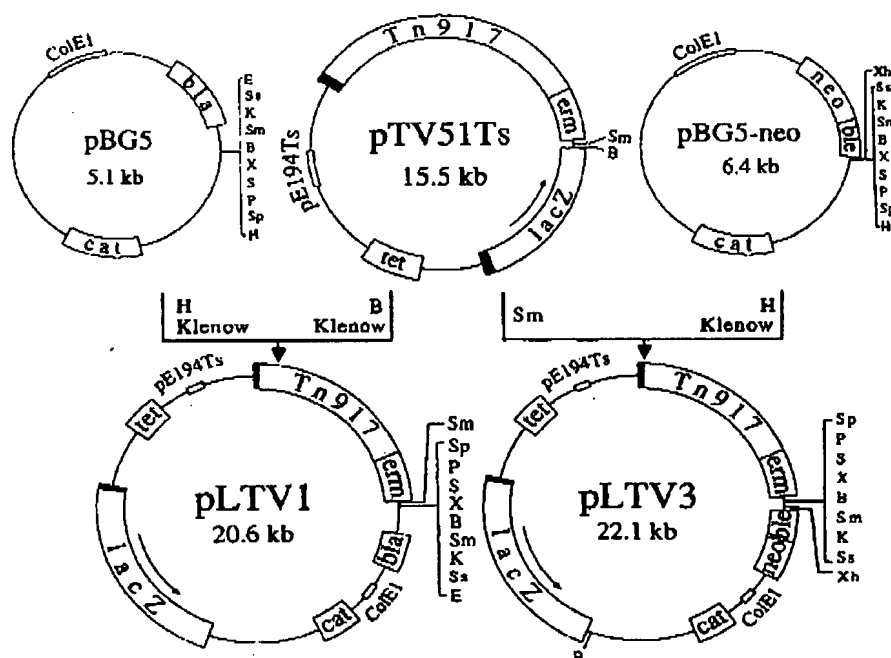 ColE1
bla
E
Ss
K
Sm
B
X
S
P
Sp
H
pBG5
5.1 kb
cat
Tn917
erm
Sm
B
pTV51Ts
15.5 kb
pE194Ts
lacZ
tet
ColE1
neo
ble
Xh
Ss
K
Sm
B
X
S
P
Sp
H
pBG5-neo
6.4 kb
cat
H
Klenow
B
Klenow
Sm
H
Klenow
pE194Ts
Tn917
tet
erm
Sm
Sp
P
S
X
B
Sm
K
Ss
E
pLTV1
20.6 kb
bla
ColE1
cat
lacZ
pE194Ts
Tn917
tet
erm
Sp
P
S
X
B
Sm
K
Ss
Xh
pLTV3
22.1 kb
ble
neo
ColE1
cat
lacZ